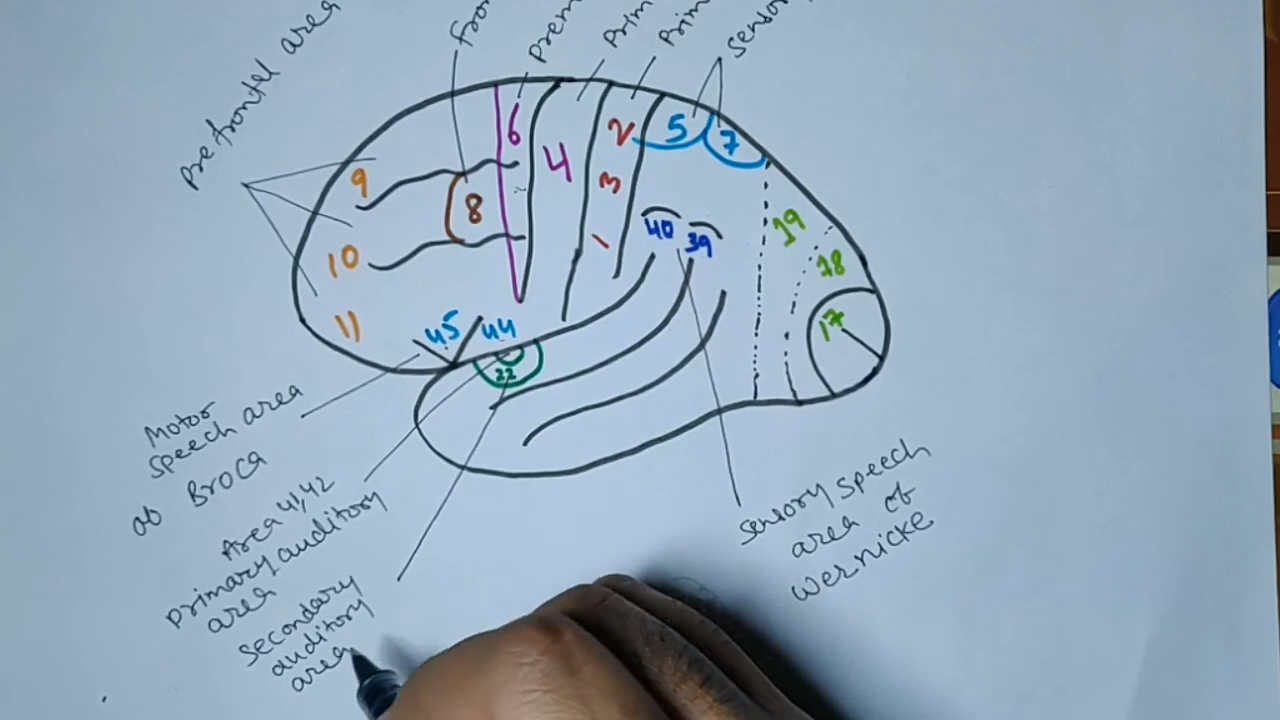 Prefrontal area
6
2
5
7
4
9
3
8
19
40
39
1
10
18
11
45
44
17
22
Motor
speech area
of BROCA
Area 41,42
primary auditory
area
Secondary
auditory
area
Sensory speech
area of
Wernicke